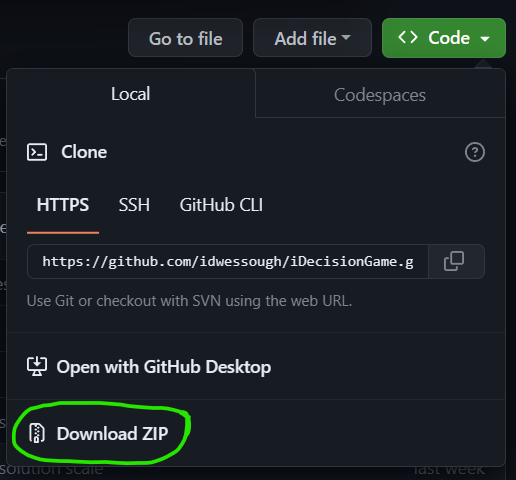 Go to file
Add file
<> Code
Local
Codespaces
Clone
HTTPS
SSH
GitHub CLI
https://github.com/idwessough/iDecisionGame.g
Use Git or checkout with SVN using the web URL.
Open with GitHub Desktop
Download ZIP
solution scale
last week